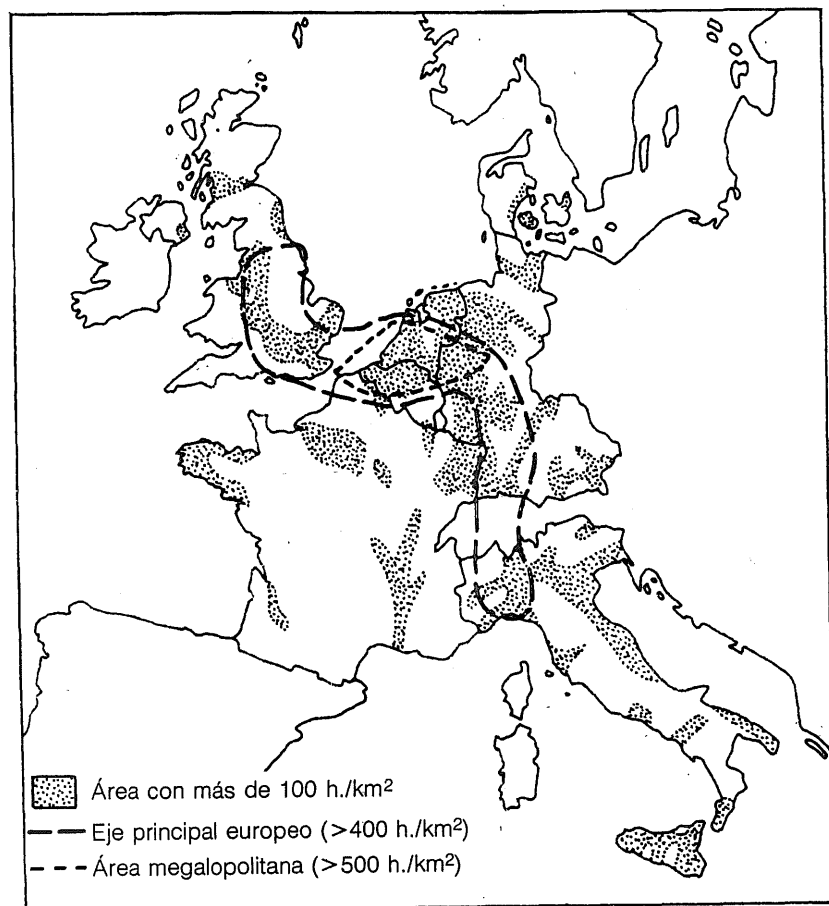 Área con más de 100 h./km²
Eje principal europeo (>400 h./km²)
Área megalopolitana (>500 h./km²)